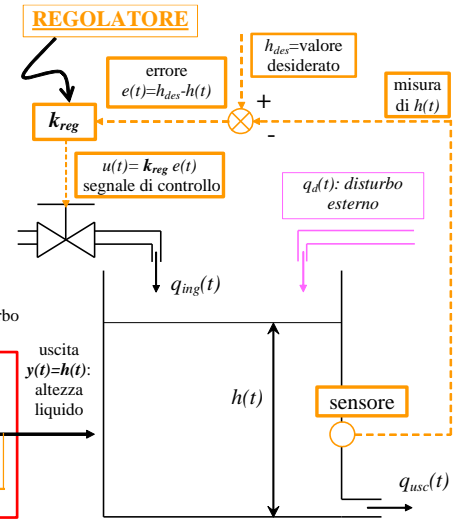 REGOLATORE
h_des=valore
desiderato
errore
e(t)=h_des-h(t)
misura
di h(t)
+
-
k_reg
u(t)= k_reg e(t)
segnale di controllo
q_d(t): disturbo
esterno
q_ing(t)
rbo
uscita
y(t)=h(t):
altezza
liquido
h(t)
sensore
q_usc(t)